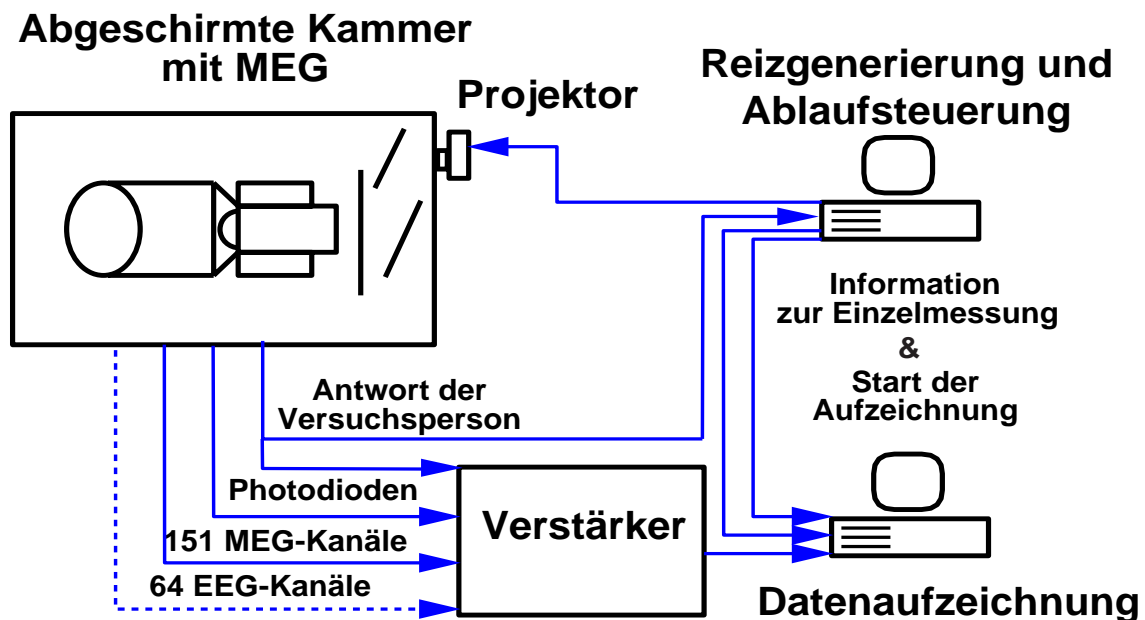 Abgeschirmte Kammer
mit MEG
Projektor
Reizgenerierung und
Ablaufsteuerung
Information
zur Einzelmessung
&
Start der
Aufzeichnung
Antwort der
Versuchsperson
Photodioden
151 MEG-Kanäle
64 EEG-Kanäle
Verstärker
Datenaufzeichnung